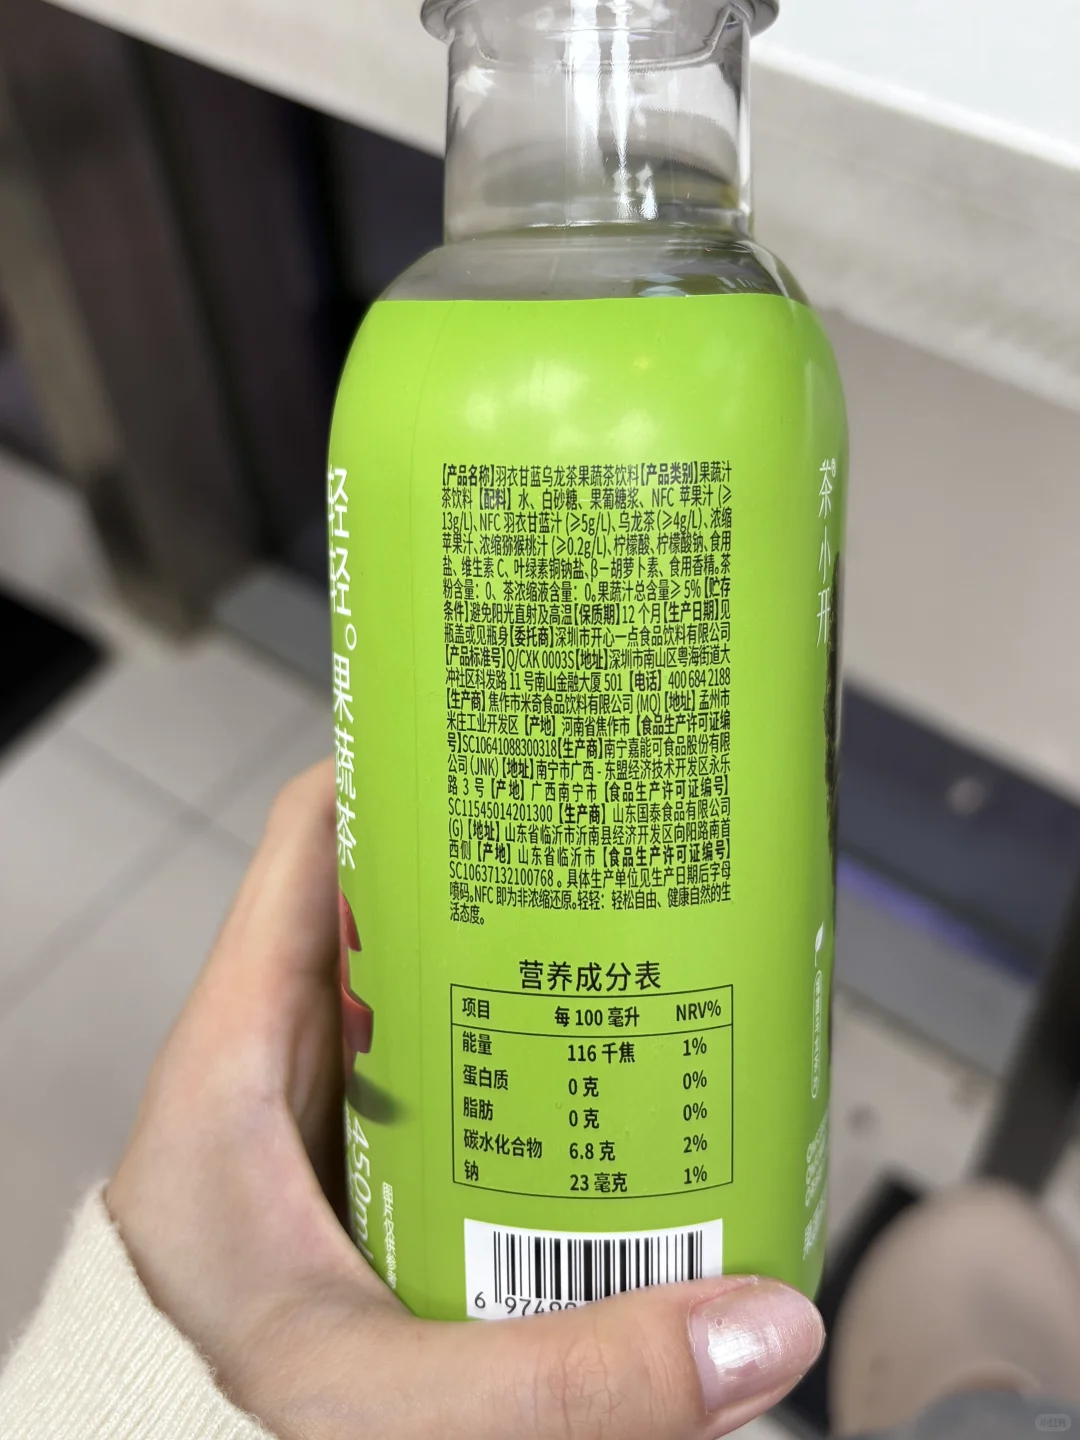 【产品名称】羽衣甘蓝乌龙茶果蔬茶饮料【产品类别】果蔬汁
茶饮料【配料】水、白砂糖、果葡糖浆、NFC 苹果汁 (≥
13g/L)、NFC 羽衣甘蓝汁 (≥5g/L)、乌龙茶 (≥4g/L)、浓缩
苹果汁、浓缩猕猴桃汁 (≥0.2g/L)、柠檬酸、柠檬酸钠、食用
盐、维生素 C、叶绿素铜钠盐、β－胡萝卜素、食用香精。茶
粉含量：0、茶浓缩液含量：0。果蔬汁总含量≥ 5%【贮存
条件】避免阳光直射及高温【保质期】12 个月【生产日期】见
瓶盖或见瓶身【委托商】深圳市开心一点食品饮料有限公司
【产品标准号】Q/CXK 0003S【地址】深圳市南山区粤海街道大
冲社区科发路 11 号南山金融大厦 501【电话】400 684 2188
【生产商】焦作市米奇食品饮料有限公司 (MQ)【地址】孟州市
米庄工业开发区【产地】河南省焦作市【食品生产许可证编
号】SC10641088300318【生产商】南宁嘉能可食品股份有限
公司 (JNK)【地址】南宁市广西 - 东盟经济技术开发区永乐
路 3 号【产地】广西南宁市【食品生产许可证编号】
SC11545014201300【生产商】山东国泰食品有限公司
(G)【地址】山东省临沂市沂南县经济开发区向阳路南首
西侧【产地】山东省临沂市【食品生产许可证编号】
SC10637132100768 。具体生产单位见生产日期后字母
喷码。NFC 即为非浓缩还原。轻轻：轻松自由、健康自然的生
活态度。
营养成分表
项目 每 100 毫升 NRV%
能量 116 千焦 1%
蛋白质 0 克 0%
脂肪 0 克 0%
碳水化合物 6.8 克 2%
钠 23 毫克 1%
轻轻。果蔬茶
450ml
茶小开®
小红书